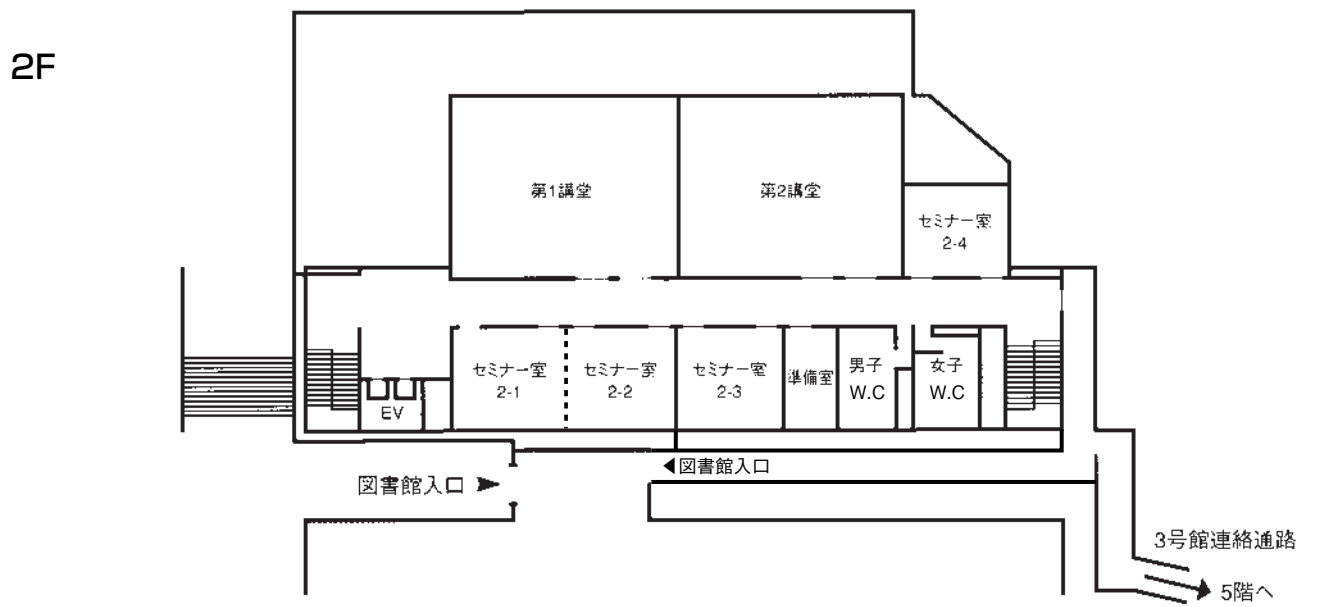 2F
第1講堂
第2講堂
セミナー室
2-4
セミナー室
2-1
セミナー室
2-2
セミナー室
2-3
準備室
男子
W.C
女子
W.C
EV
◀図書館入口
図書館入口 ▶
3号館連絡通路
5階へ